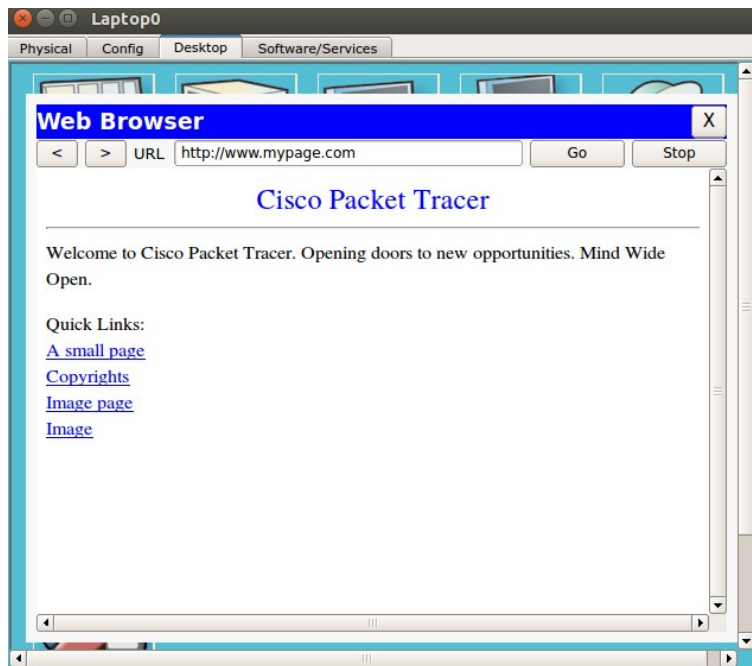 Laptop0
Physical Config Desktop Software/Services
Web Browser X
< > URL http://www.mypage.com Go Stop
Cisco Packet Tracer
Welcome to Cisco Packet Tracer. Opening doors to new opportunities. Mind Wide
Open.
Quick Links:
A small page
Copyrights
Image page
Image